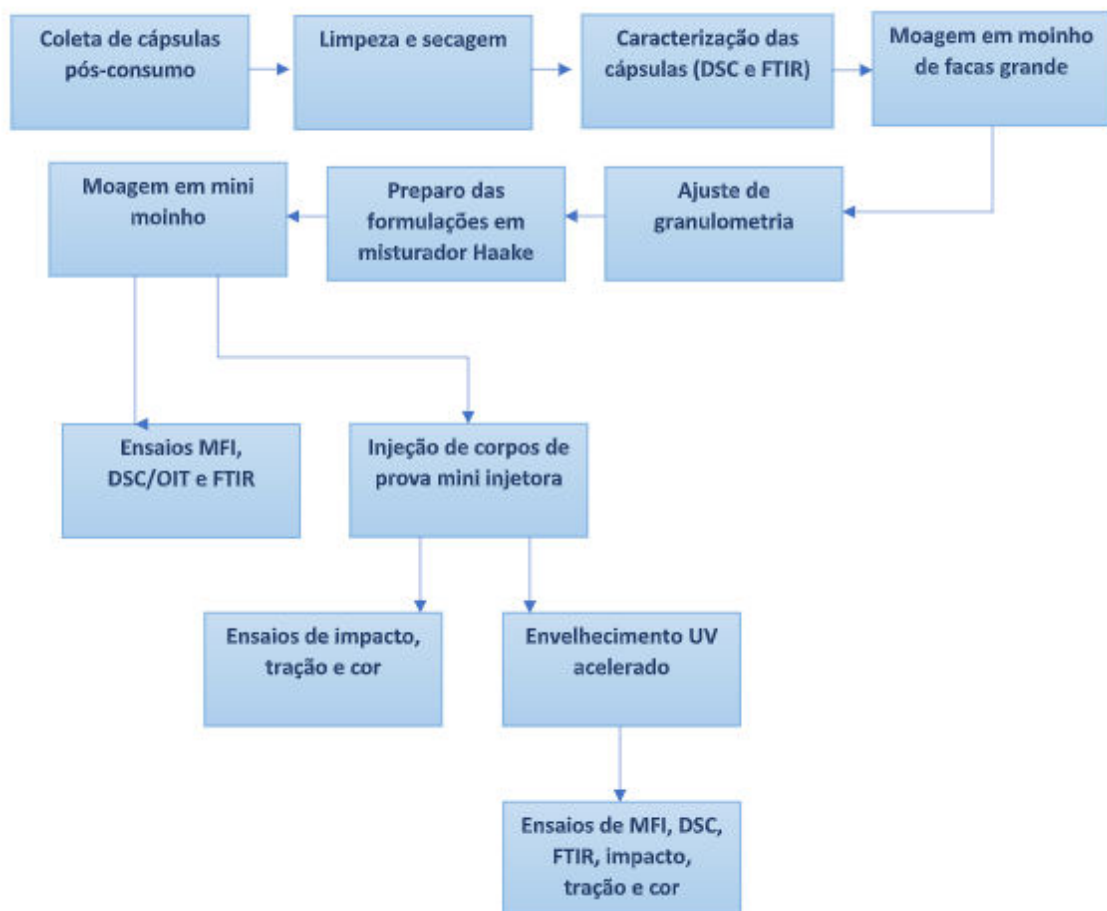 Coleta de cápsulas
pós-consumo
Limpeza e secagem
Caracterização das
cápsulas (DSC e FTIR)
Moagem em moinho
de facas grande
Ajuste de
granulometria
Preparo das
formulações em
misturador Haake
Moagem em mini
moinho
Ensaios MFI,
DSC/OIT e FTIR
Injeção de corpos de
prova mini injetora
Ensaios de impacto,
tração e cor
Envelhecimento UV
acelerado
Ensaios de MFI, DSC,
FTIR, impacto,
tração e cor